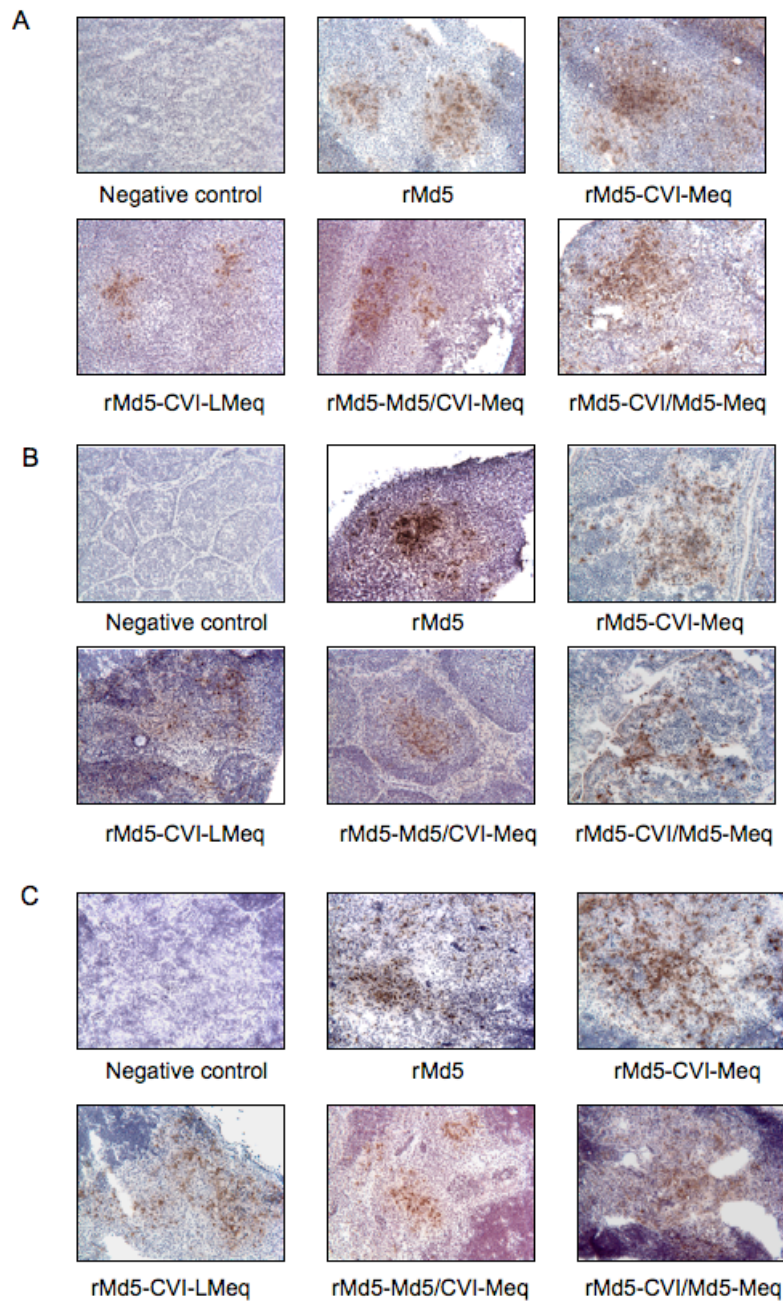 A
Negative control rMd5 rMd5-CVI-Meq
rMd5-CVI-LMeq rMd5-Md5/CVI-Meq rMd5-CVI/Md5-Meq
B
Negative control rMd5 rMd5-CVI-Meq
rMd5-CVI-LMeq rMd5-Md5/CVI-Meq rMd5-CVI/Md5-Meq
C
Negative control rMd5 rMd5-CVI-Meq
rMd5-CVI-LMeq rMd5-Md5/CVI-Meq rMd5-CVI/Md5-Meq